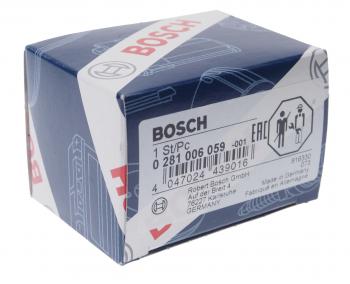 BOSCH
BOSCH
1 St/Pc
0 281 006 059 -001
4 047024 439016
EAC
Robert Bosch GmbH
Auf der Breit 4
76227 Karlsruhe
GERMANY
Made in Germany
Fabriqué en Allemagne